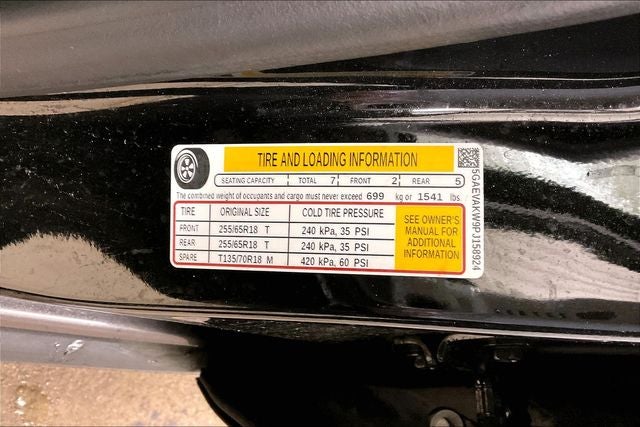 TIRE AND LOADING INFORMATION
SEATING CAPACITY TOTAL 7 FRONT 2 REAR 5
The combined weight of occupants and cargo must never exceed 699 kg or 1541 lbs
TIRE ORIGINAL SIZE COLD TIRE PRESSURE
FRONT 255/65R18 T 240 kPa, 35 PSI
REAR 255/65R18 T 240 kPa, 35 PSI
SPARE T135/70R18 M 420 kPa, 60 PSI
SEE OWNER'S
MANUAL FOR
ADDITIONAL
INFORMATION
5GAEVAKW9PJ158924